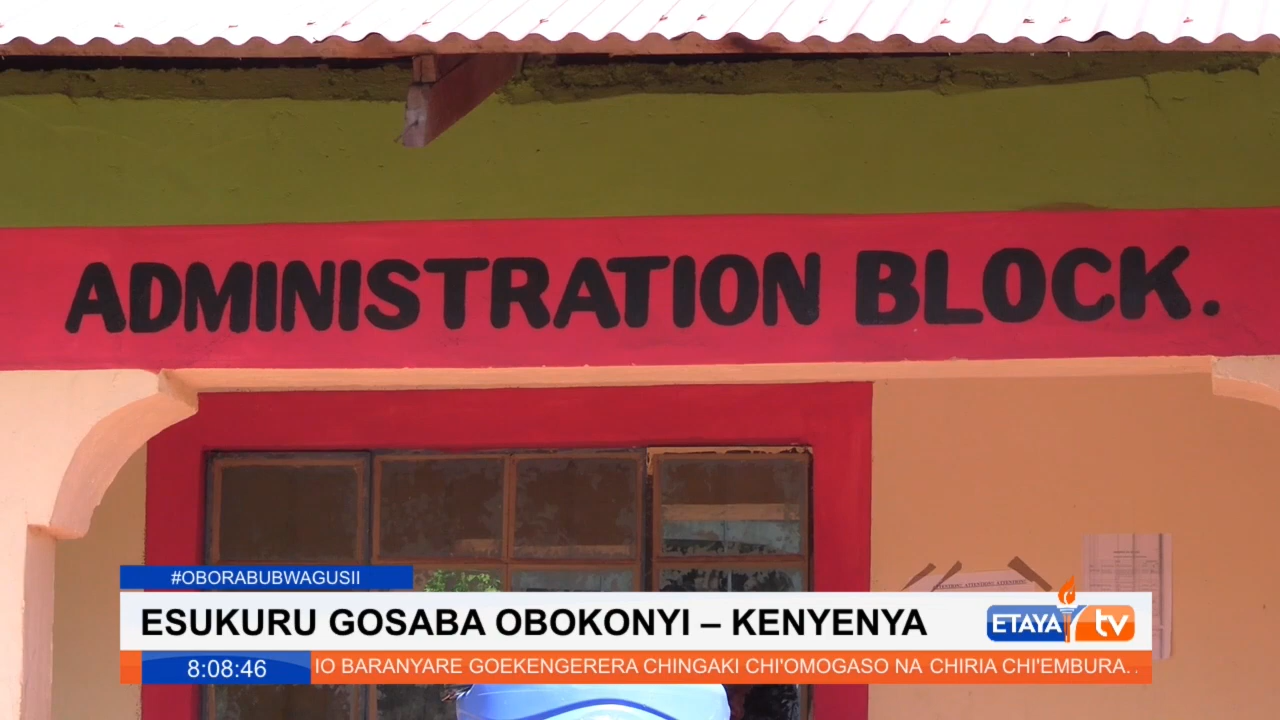 ADMINISTRATION BLOCK.
#OBORABUBWAGUSII
ESUKURU GOSABA OBOKONYI – KENYENYA
ETAYA tv
8:08:46
IO BARANYARE GOEKENGERERA CHINGAKI CHI'OMOGASO NA CHIRIA CHI'EMBURA. .